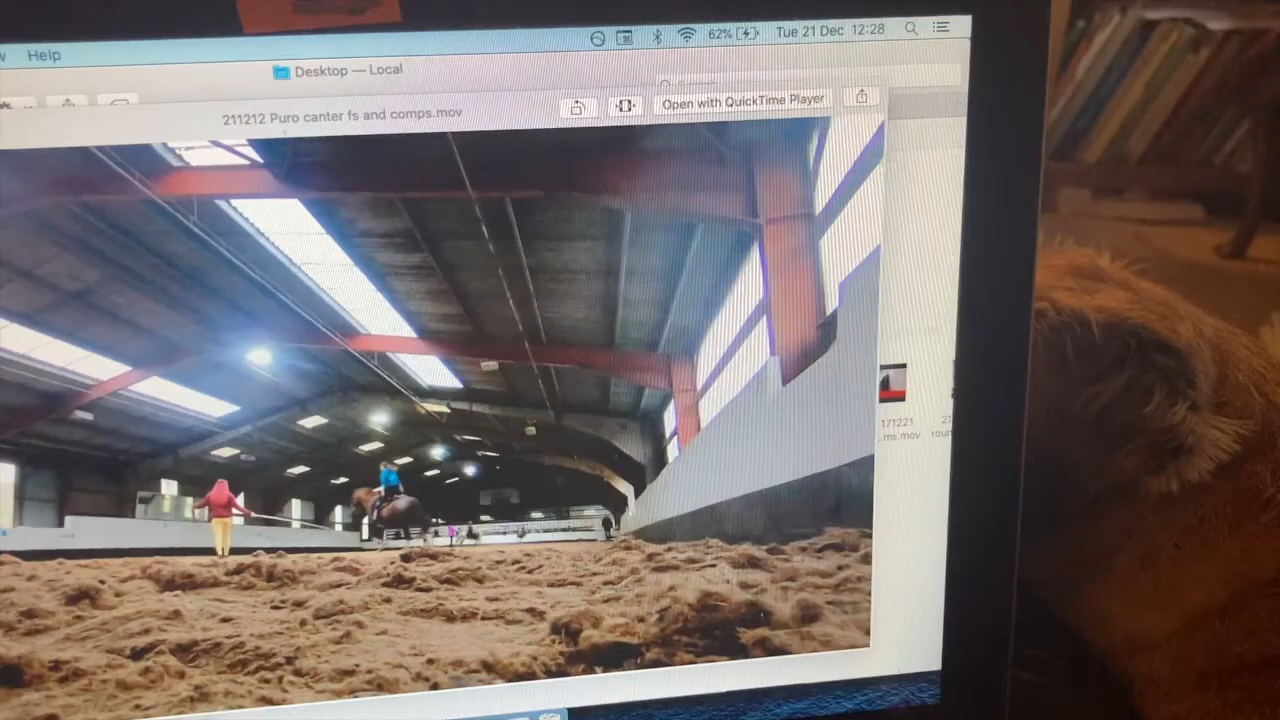 Help
62%
Tue 21 Dec 12:28
Desktop — Local
211212 Puro canter fs and comps.mov
Open with QuickTime Player
171221
...ms.mov